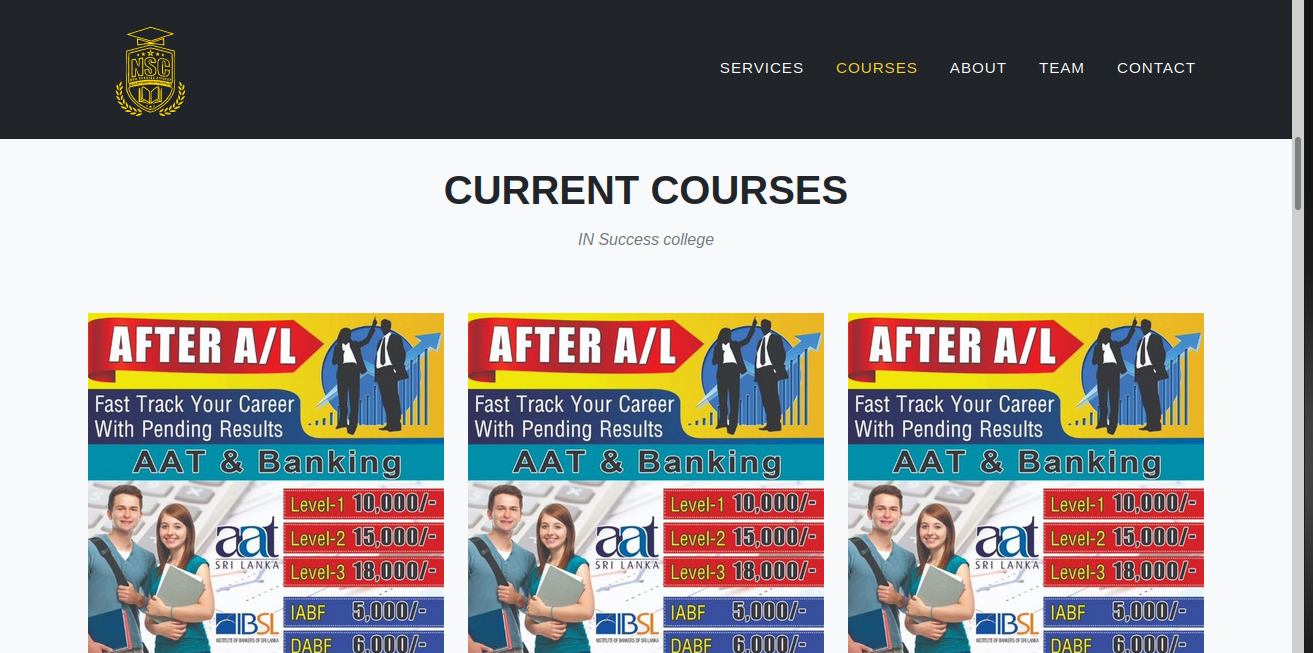 NSC
SERVICES COURSES ABOUT TEAM CONTACT
CURRENT COURSES
IN Success college
AFTER A/L
Fast Track Your Career
With Pending Results
AAT & Banking
Level-1 10,000/-
Level-2 15,000/-
Level-3 18,000/-
aat
SRI LANKA
IABF 5,000/-
IBSL
INSTITUTE OF BANKERS OF SRI LANKA
DABF 6,000/-
AFTER A/L
Fast Track Your Career
With Pending Results
AAT & Banking
Level-1 10,000/-
Level-2 15,000/-
Level-3 18,000/-
aat
SRI LANKA
IABF 5,000/-
IBSL
INSTITUTE OF BANKERS OF SRI LANKA
DABF 6,000/-
AFTER A/L
Fast Track Your Career
With Pending Results
AAT & Banking
Level-1 10,000/-
Level-2 15,000/-
Level-3 18,000/-
aat
SRI LANKA
IABF 5,000/-
IBSL
INSTITUTE OF BANKERS OF SRI LANKA
DABF 6,000/-